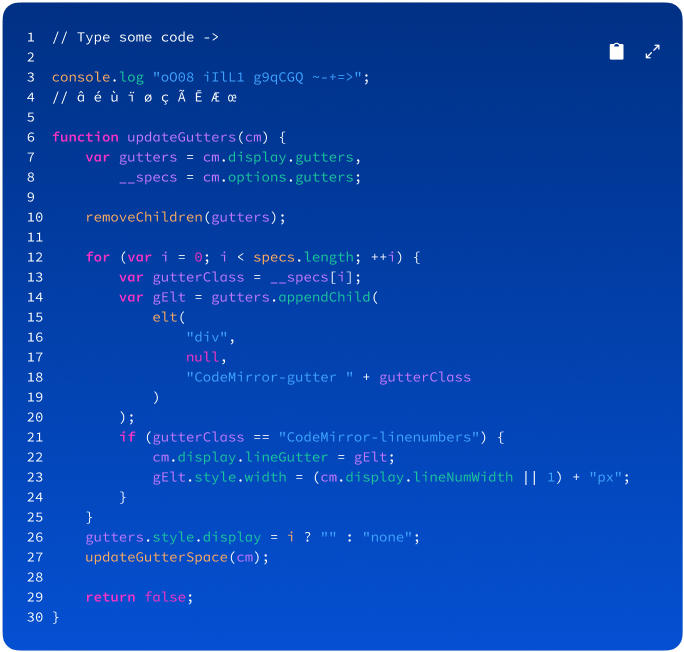 1 // Type some code ->
2
3 console.log "oO08 iIlL1 g9qCGQ ~-+=>";
4 // â é ù ï ø ç Ã Ē Æ œ
5
6 function updateGutters(cm) {
7     var gutters = cm.display.gutters,
8         __specs = cm.options.gutters;
9
10     removeChildren(gutters);
11
12     for (var i = 0; i < specs.length; ++i) {
13         var gutterClass = __specs[i];
14         var gElt = gutters.appendChild(
15             elt(
16                 "div",
17                 null,
18                 "CodeMirror-gutter " + gutterClass
19             )
20         );
21         if (gutterClass == "CodeMirror-linenumbers") {
22             cm.display.lineGutter = gElt;
23             gElt.style.width = (cm.display.lineNumWidth || 1) + "px";
24         }
25     }
26     gutters.style.display = i ? "" : "none";
27     updateGutterSpace(cm);
28
29     return false;
30 }